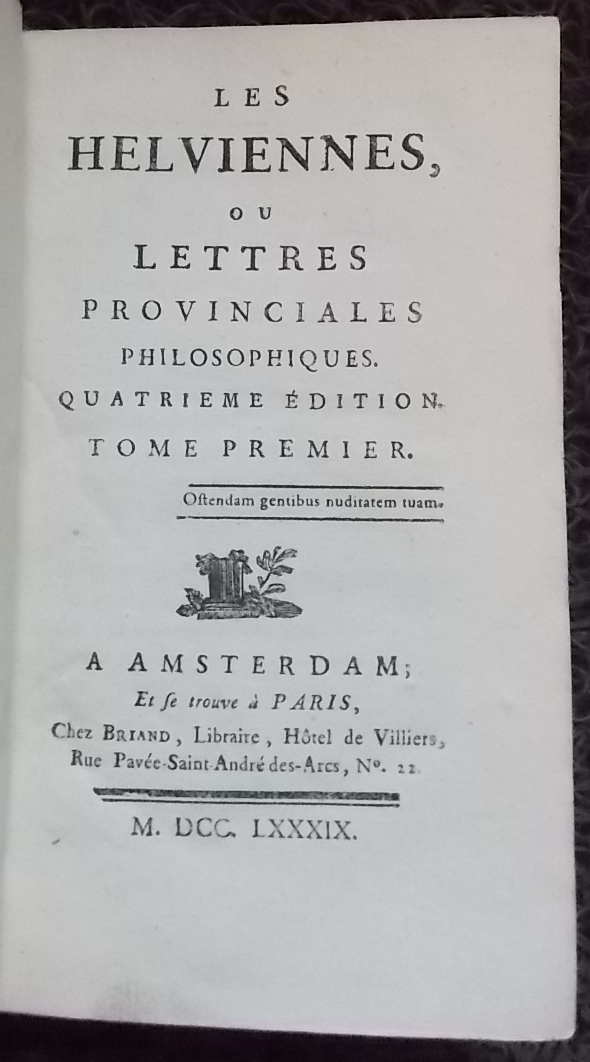 LES
HELVIENNES,
OU
LETTRES
PROVINCIALES
PHILOSOPHIQUES.
QUATRIEME ÉDITION.
TOME PREMIER.
Oſtendam gentibus nuditatem tuam.
A AMSTERDAM;
Et ſe trouve à PARIS,
Chez BRIAND, Libraire, Hôtel de Villiers,
Rue Pavée-Saint-André des-Arcs, Nº. 22.
M. DCC. LXXXIX.